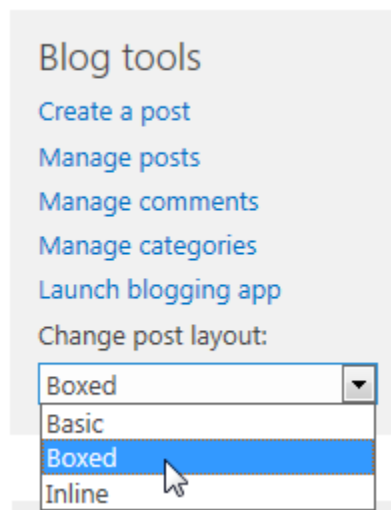 Blog tools
Create a post
Manage posts
Manage comments
Manage categories
Launch blogging app
Change post layout:
Boxed
Basic
Boxed
Inline